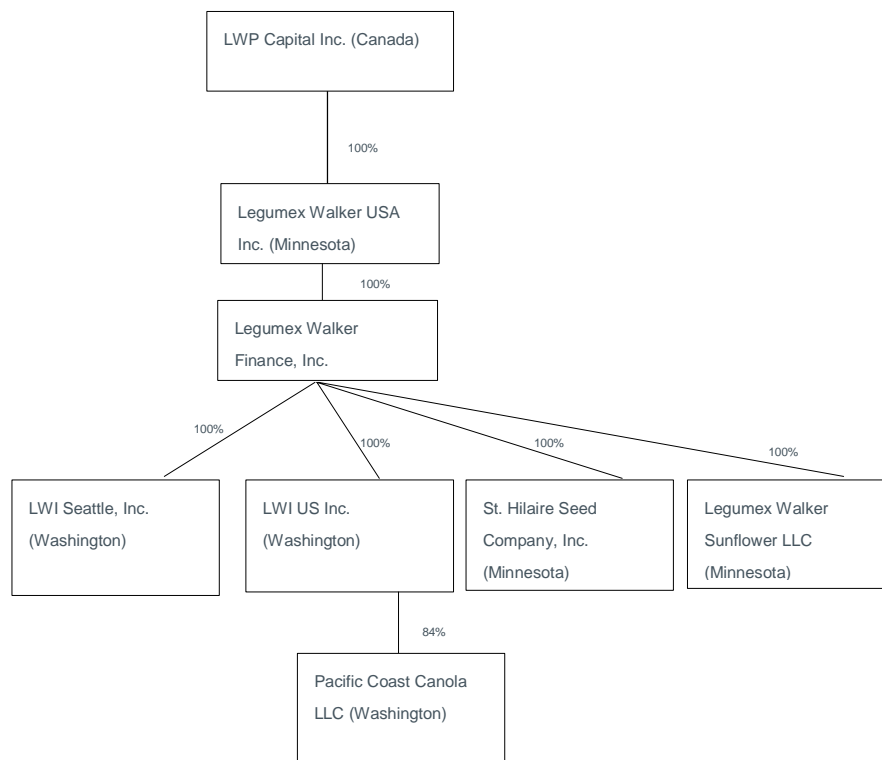 LWP Capital Inc. (Canada)
100%
Legumex Walker USA
Inc. (Minnesota)
100%
Legumex Walker
Finance, Inc.
100%
100%
100%
100%
LWI Seattle, Inc.
(Washington)
LWI US Inc.
(Washington)
St. Hilaire Seed
Company, Inc.
(Minnesota)
Legumex Walker
Sunflower LLC
(Minnesota)
84%
Pacific Coast Canola
LLC (Washington)